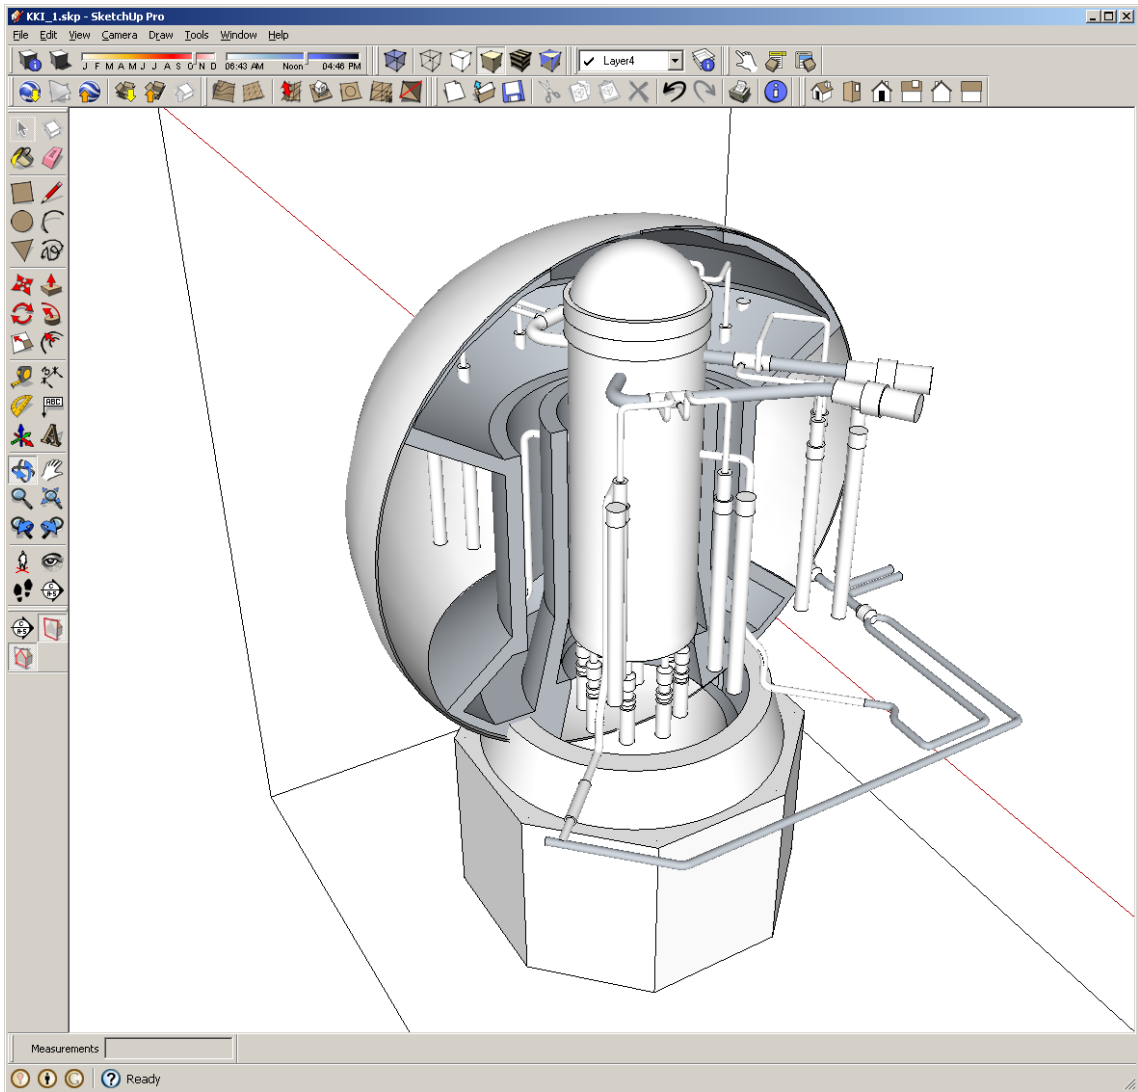 KKI_1.skp - SketchUp Pro
File Edit View Camera Draw Tools Window Help
J F M A M J J A S O N D 06:43 AM Noon 04:46 PM
Layer4
ABC
Measurements
Ready